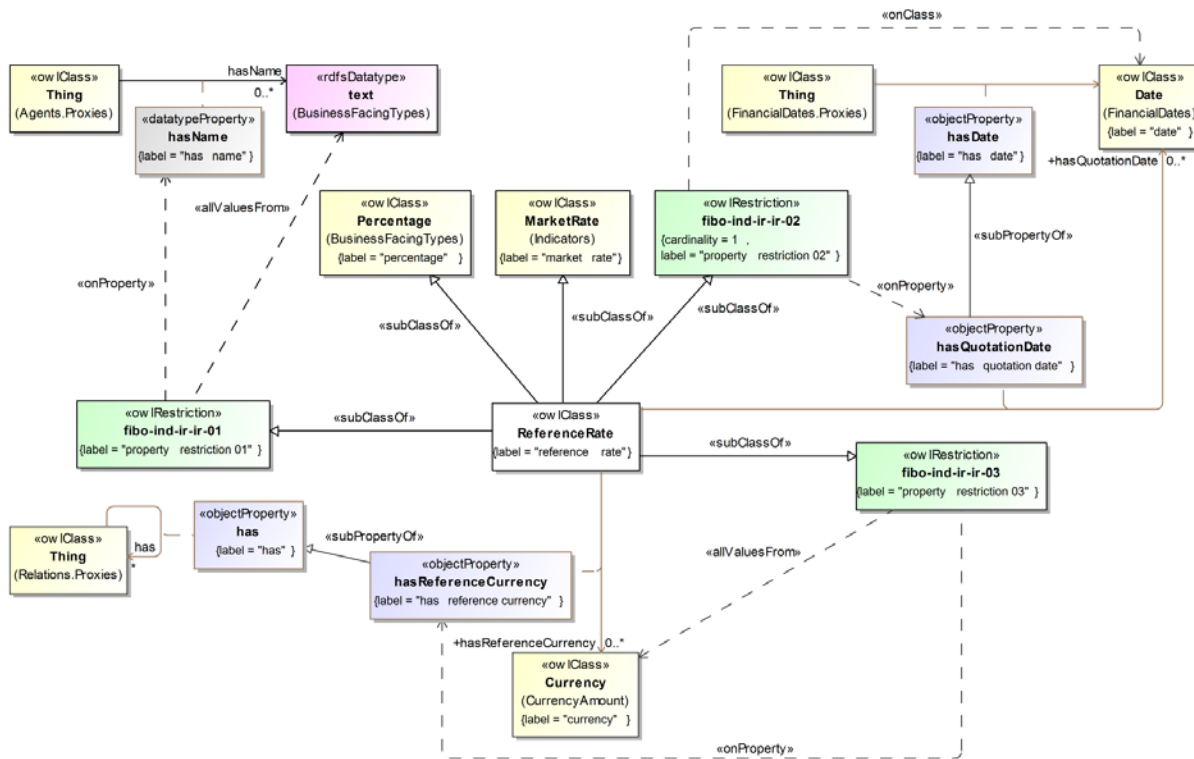 «onClass»
«owlClass»
Thing
(Agents.Proxies)
hasName
0..*
«rdfsDatatype»
text
(BusinessFacingTypes)
«owlClass»
Thing
(FinancialDates.Proxies)
«owlClass»
Date
(FinancialDates)
{label = "date" }
«datatypeProperty»
hasName
{label = "has name" }
«objectProperty»
hasDate
{label = "has date" }
+hasQuotationDate 0..*
«allValuesFrom»
«onProperty»
«owlClass»
Percentage
(BusinessFacingTypes)
{label = "percentage" }
«owlClass»
MarketRate
(Indicators)
{label = "market rate" }
«owlRestriction»
fibo-ind-ir-ir-02
{cardinality = 1 ,
label = "property restriction 02" }
«subPropertyOf»
«onProperty»
«subClassOf»
«subClassOf»
«subClassOf»
«objectProperty»
hasQuotationDate
{label = "has quotation date" }
«owlRestriction»
fibo-ind-ir-ir-01
{label = "property restriction 01" }
«subClassOf»
«owlClass»
ReferenceRate
{label = "reference rate" }
«subClassOf»
«owlRestriction»
fibo-ind-ir-ir-03
{label = "property restriction 03" }
«owlClass»
Thing
(Relations.Proxies)
has
*
«objectProperty»
has
{label = "has" }
«subPropertyOf»
«objectProperty»
hasReferenceCurrency
{label = "has reference currency" }
«allValuesFrom»
+hasReferenceCurrency 0..*
«owlClass»
Currency
(CurrencyAmount)
{label = "currency" }
«onProperty»